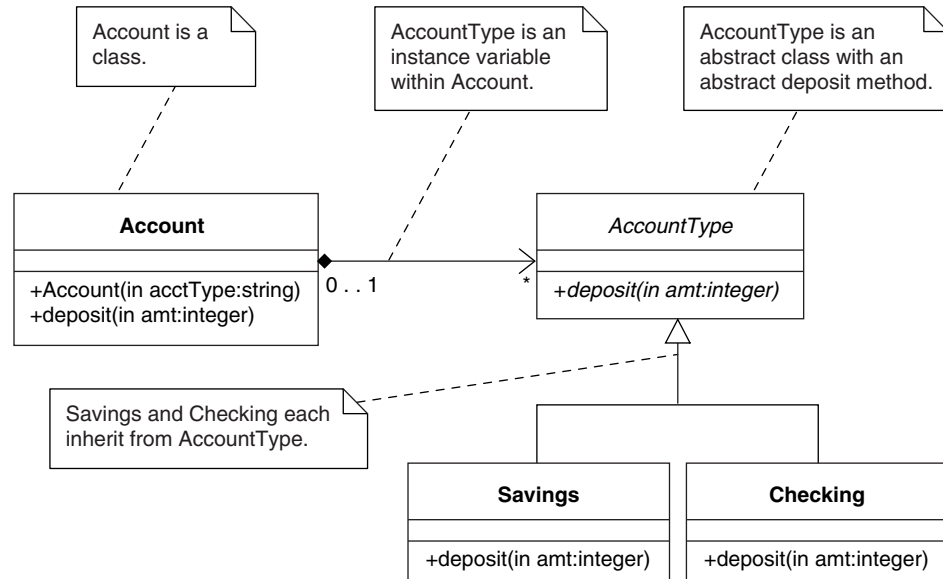 Account is a
class.
AccountType is an
instance variable
within Account.
AccountType is an
abstract class with an
abstract deposit method.
Account
+Account(in acctType:string)
+deposit(in amt:integer)
0 . . 1
*
AccountType
+deposit(in amt:integer)
Savings and Checking each
inherit from AccountType.
Savings
+deposit(in amt:integer)
Checking
+deposit(in amt:integer)